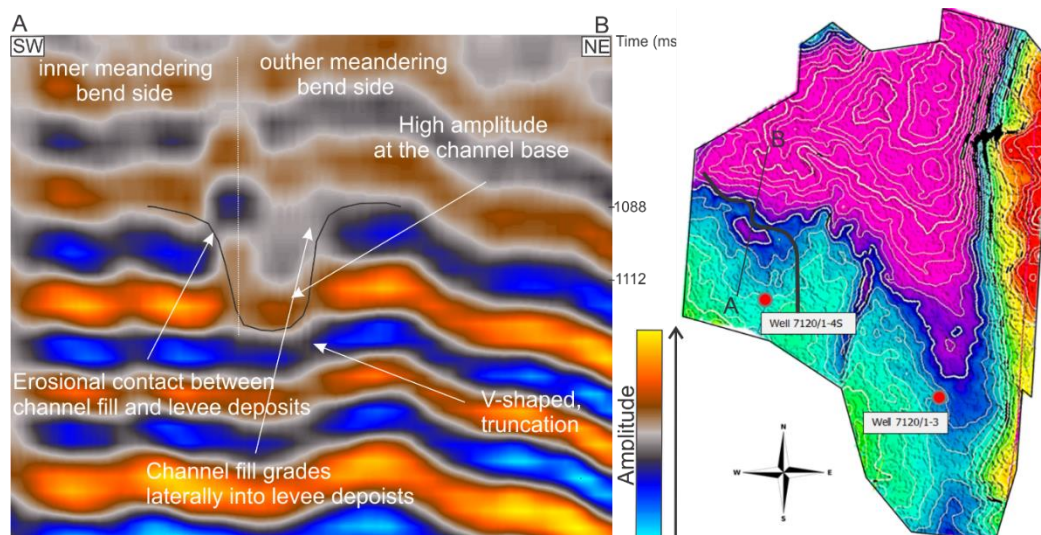 A
SW
B
NE
Time (ms
inner meandering
bend side
outher meandering
bend side
High amplitude
at the channel base
1088
1112
Erosional contact between
channel fill and levee deposits
V-shaped,
truncation
Channel fill grades
laterally into levee depoists
Amplitude
B
A
Well 7120/1-4S
Well 7120/1-3
N
W
E
S